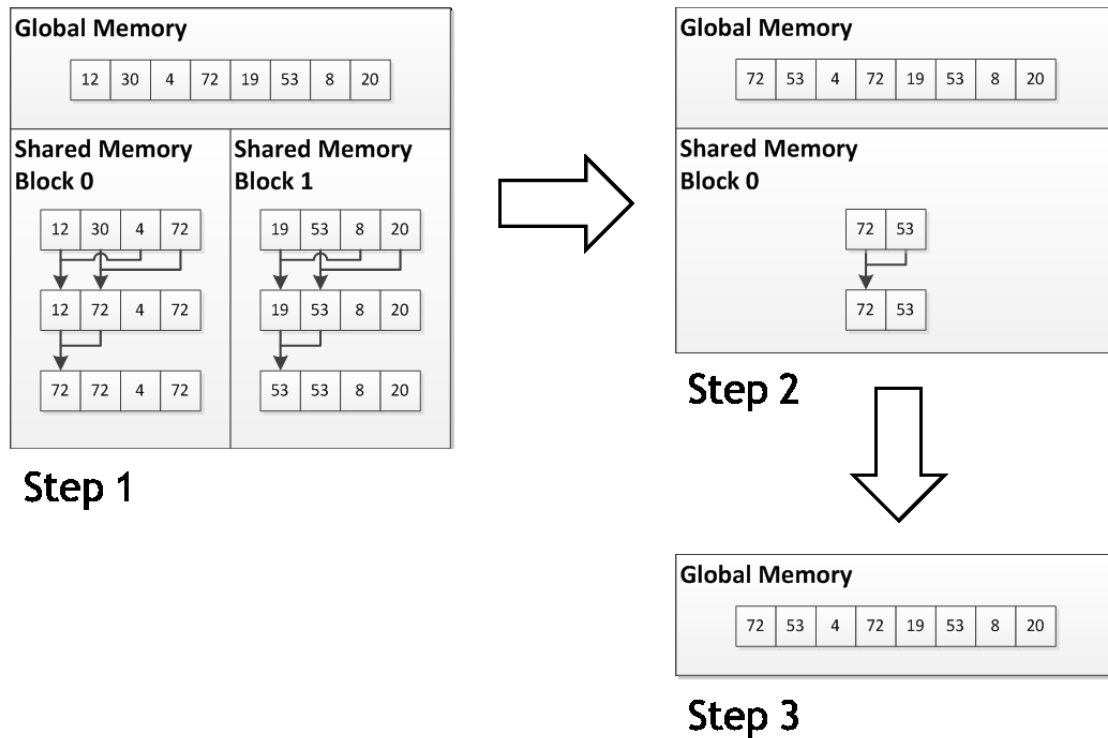 Global Memory
12 30 4 72 19 53 8 20
Shared Memory
Block 0
12 30 4 72
12 72 4 72
72 72 4 72
Shared Memory
Block 1
19 53 8 20
19 53 8 20
53 53 8 20
Step 1
Global Memory
72 53 4 72 19 53 8 20
Shared Memory
Block 0
72 53
72 53
Step 2
Global Memory
72 53 4 72 19 53 8 20
Step 3